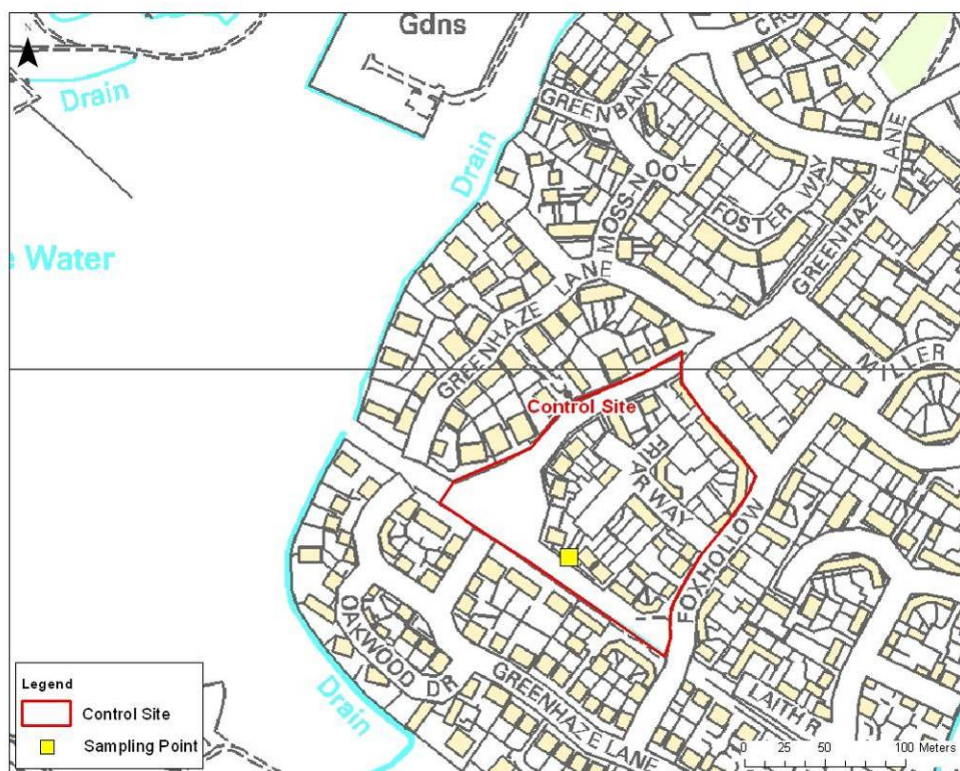 Gdns
Drain
CRO
GREENBANK
Drain
MOSS-NOOK
FOSTER WAY
GREENHAZE LANE
e Water
GREENHAZE LANE
MILLER
Control Site
FRIAR WAY
FOXHOLLOW
OAKWOOD DR
GREENHAZE LANE
LAITH R
Drain
Legend
Control Site
Sampling Point
0 25 50 100 Meters